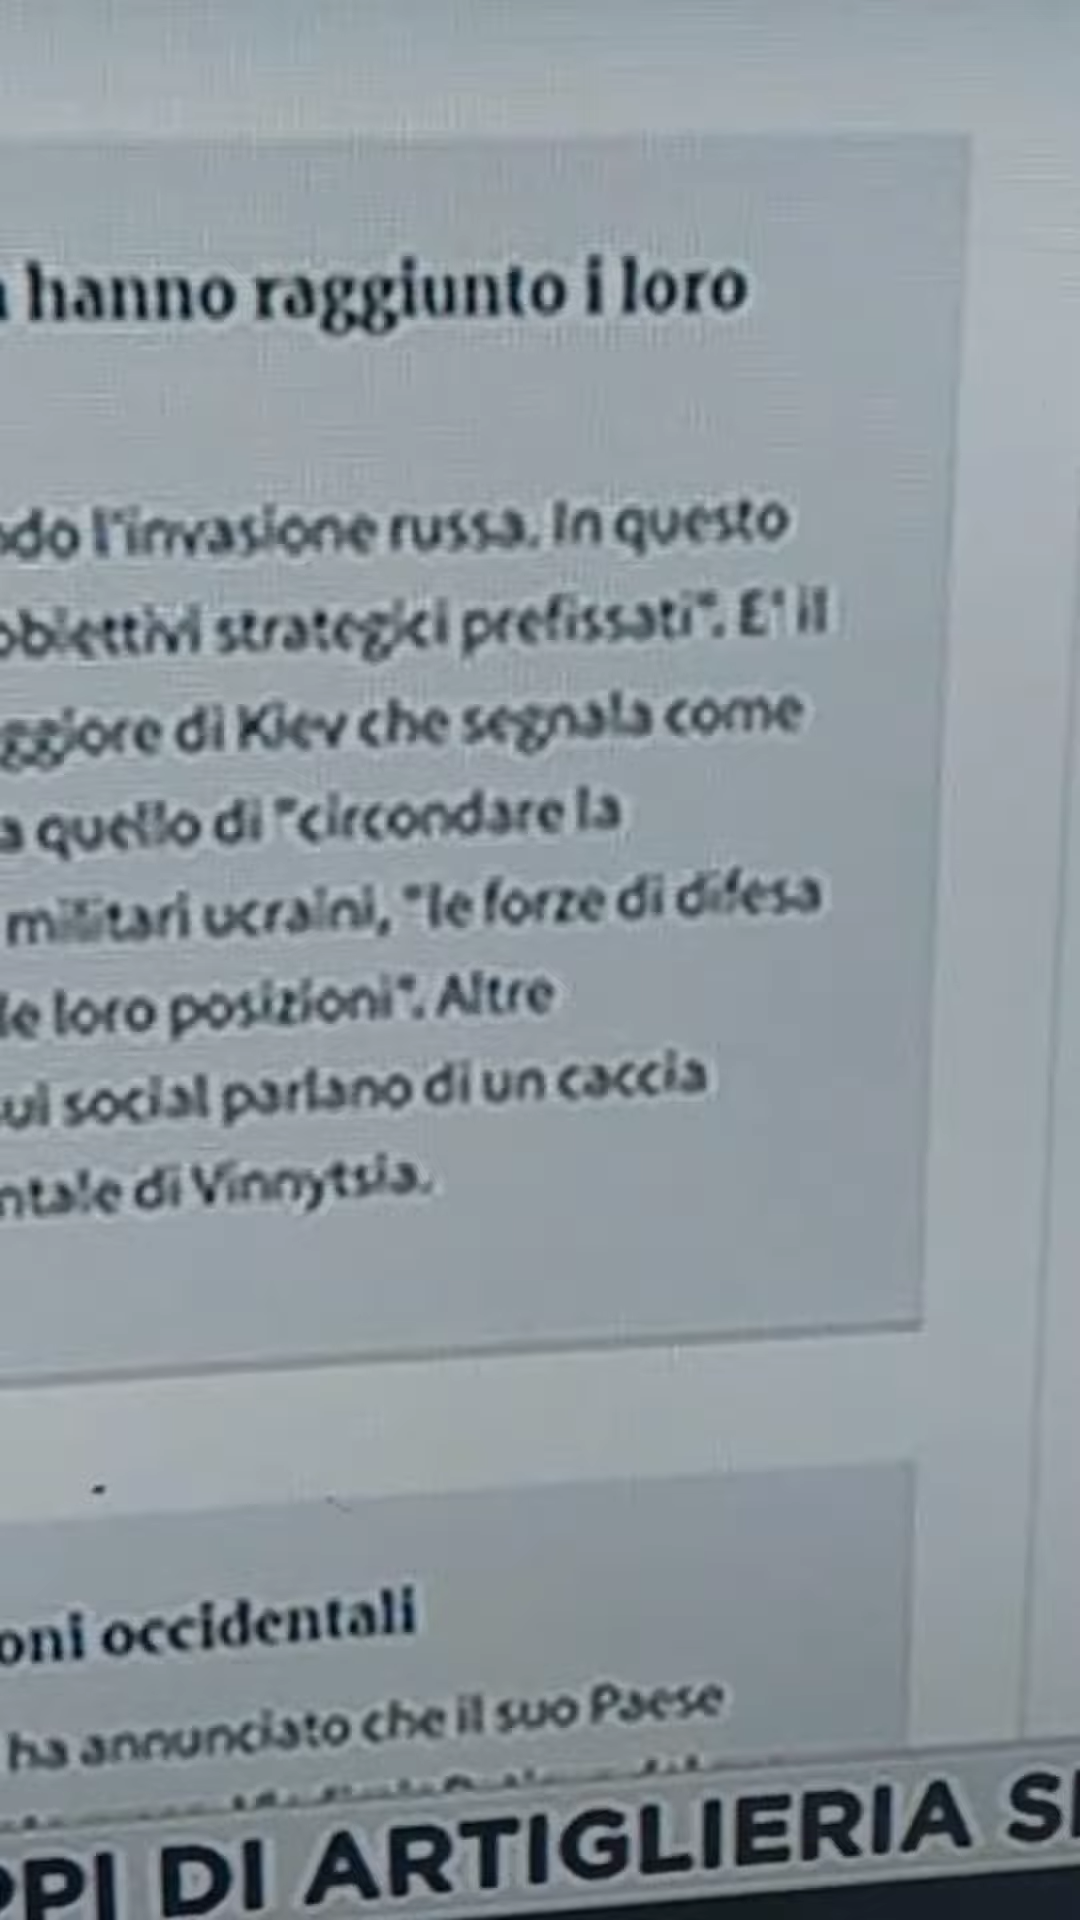 hanno raggiunto i loro
do l'invasione russa. In questo
obiettivi strategici prefissati". E' il
ggiore di Kiev che segnala come
a quello di "circondare la
militari ucraini, "le forze di difesa
le loro posizioni". Altre
ui social parlano di un caccia
ntale di Vinnytsia.
oni occidentali
ha annunciato che il suo Paese
PPI DI ARTIGLIERIA S